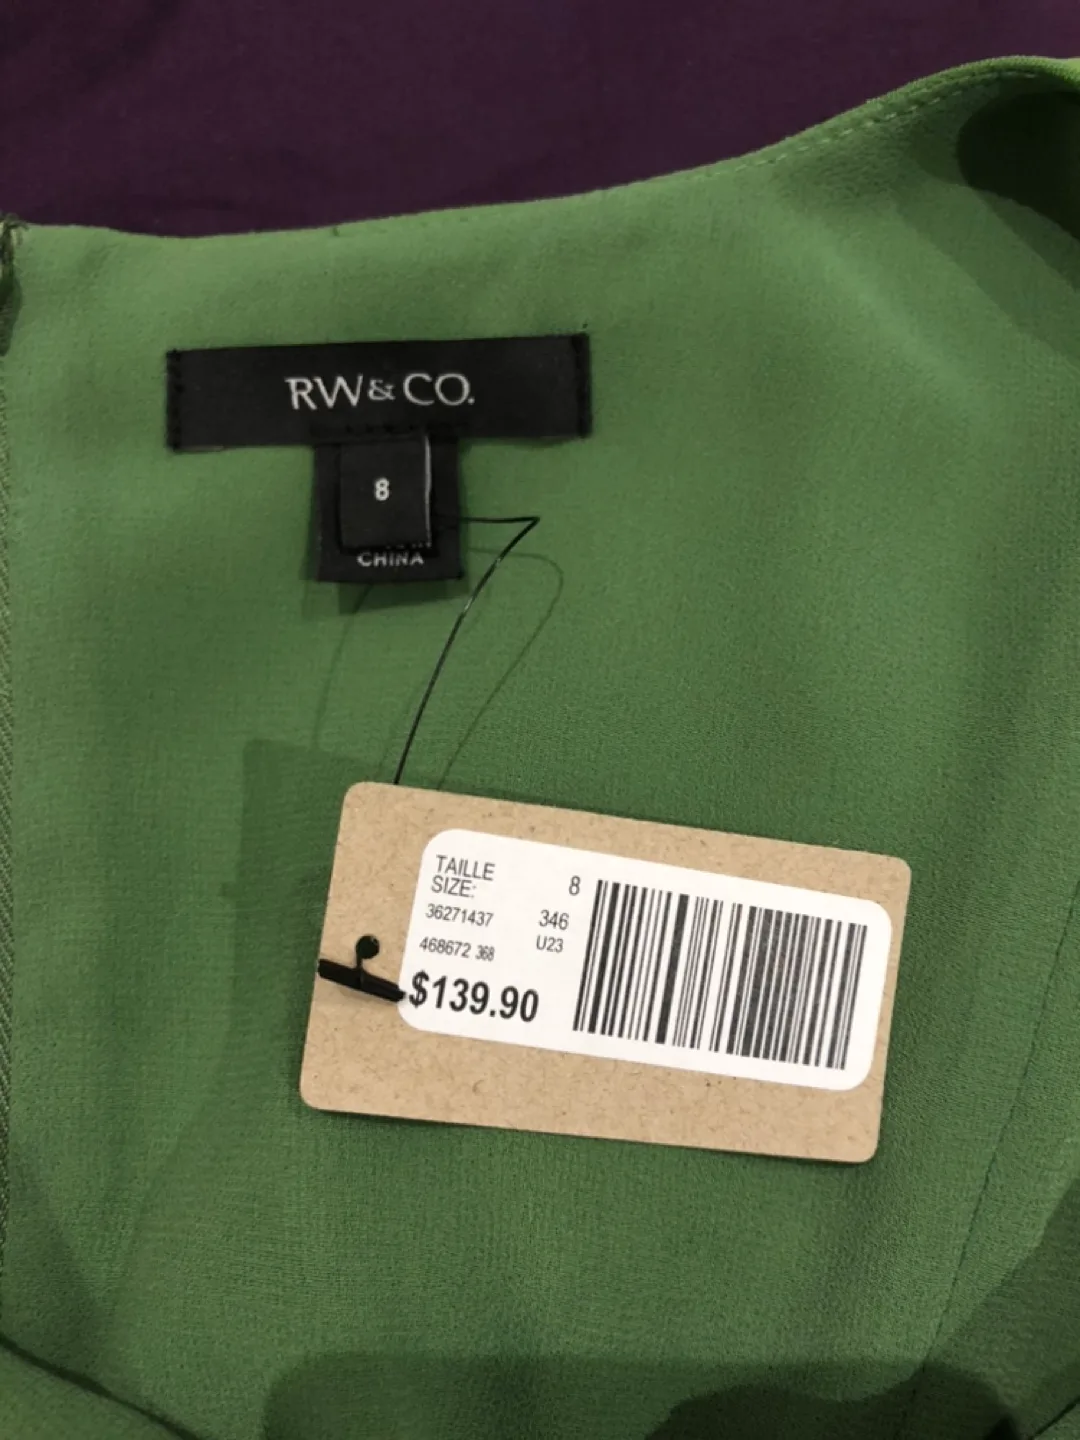 RW&CO.
8
CHINA
TAILLE
SIZE: 8
36271437 346
468672 368 U23
$139.90